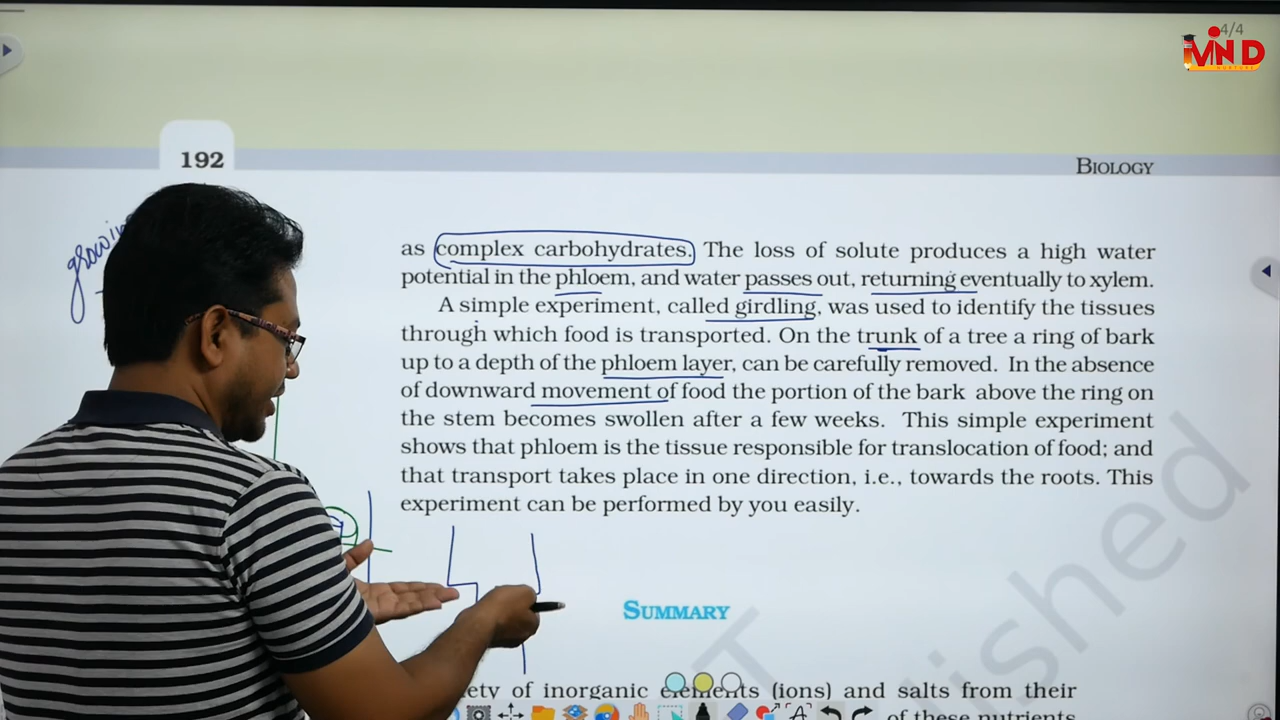 4/4
MIND
192
BIOLOGY
as complex carbohydrates. The loss of solute produces a high water
potential in the phloem, and water passes out, returning eventually to xylem.
A simple experiment, called girdling, was used to identify the tissues
through which food is transported. On the trunk of a tree a ring of bark
up to a depth of the phloem layer, can be carefully removed. In the absence
of downward movement of food the portion of the bark above the ring on
the stem becomes swollen after a few weeks. This simple experiment
shows that phloem is the tissue responsible for translocation of food; and
that transport takes place in one direction, i.e., towards the roots. This
experiment can be performed by you easily.
SUMMARY
of inorganic elements (ions) and salts from their
of these nutrients